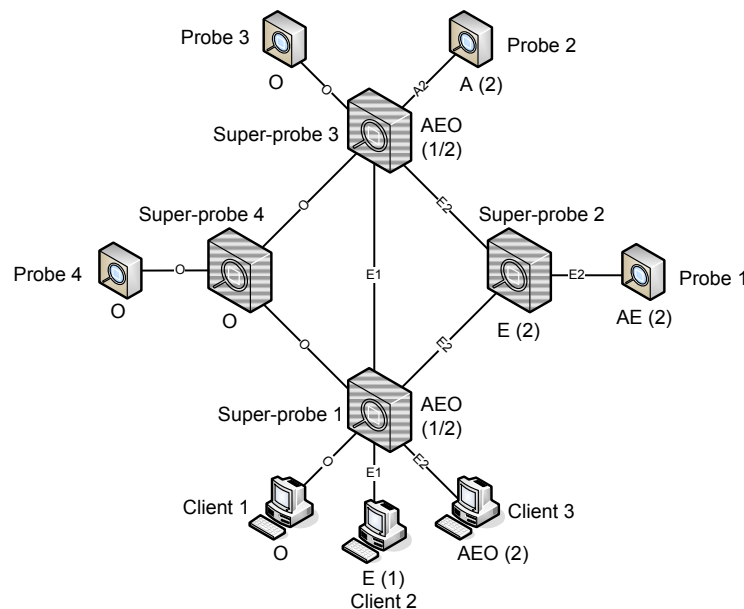 Probe 3
Probe 2
O
A (2)
O
A2
Super-probe 3
AEO
(1/2)
Super-probe 4
O
E2
Super-probe 2
Probe 4
O
E1
E2
Probe 1
O
O
E (2)
AE (2)
O
E2
Super-probe 1
AEO
(1/2)
O
E1
E2
Client 1
Client 3
O
E (1)
AEO (2)
Client 2